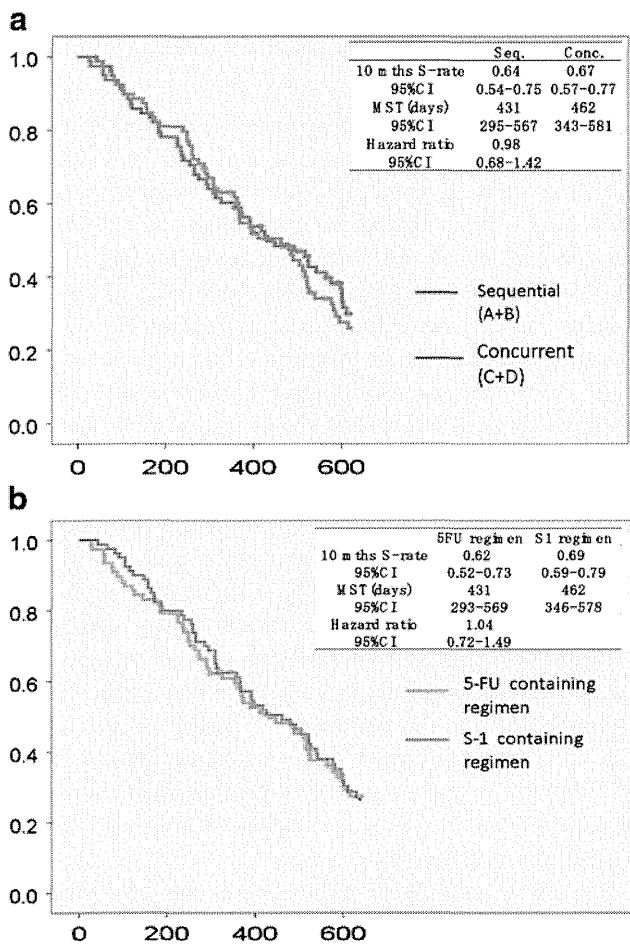 a
Seq. Conc.
10 mths S-rate 0.64 0.67
95%CI 0.54-0.75 0.57-0.77
MST(days) 431 462
95%CI 295-567 343-581
Hazard ratio 0.98
95%CI 0.68-1.42
1.0
0.8
0.6
0.4
0.2
0.0
Sequential
(A+B)
Concurrent
(C+D)
0 200 400 600
b
5FU regimen S1 regimen
10 mths S-rate 0.62 0.69
95%CI 0.52-0.73 0.59-0.79
MST(days) 431 462
95%CI 293-569 346-578
Hazard ratio 1.04
95%CI 0.72-1.49
1.0
0.8
0.6
0.4
0.2
0.0
5-FU containing
regimen
S-1 containing
regimen
0 200 400 600